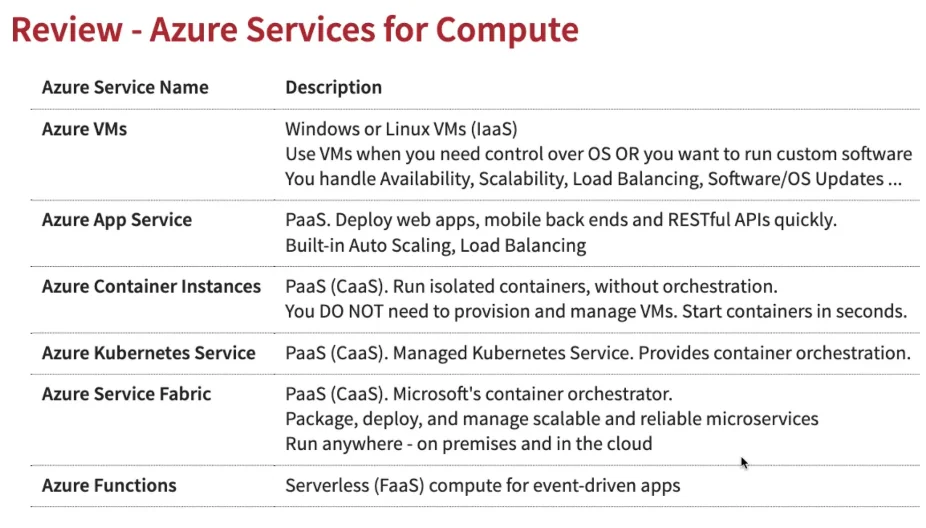 Review - Azure Services for Compute
Azure Service Name Description
Azure VMs Windows or Linux VMs (IaaS)
Use VMs when you need control over OS OR you want to run custom software
You handle Availability, Scalability, Load Balancing, Software/OS Updates ...
Azure App Service PaaS. Deploy web apps, mobile back ends and RESTful APIs quickly.
Built-in Auto Scaling, Load Balancing
Azure Container Instances PaaS (CaaS). Run isolated containers, without orchestration.
You DO NOT need to provision and manage VMs. Start containers in seconds.
Azure Kubernetes Service PaaS (CaaS). Managed Kubernetes Service. Provides container orchestration.
Azure Service Fabric PaaS (CaaS). Microsoft's container orchestrator.
Package, deploy, and manage scalable and reliable microservices
Run anywhere - on premises and in the cloud
Azure Functions Serverless (FaaS) compute for event-driven apps